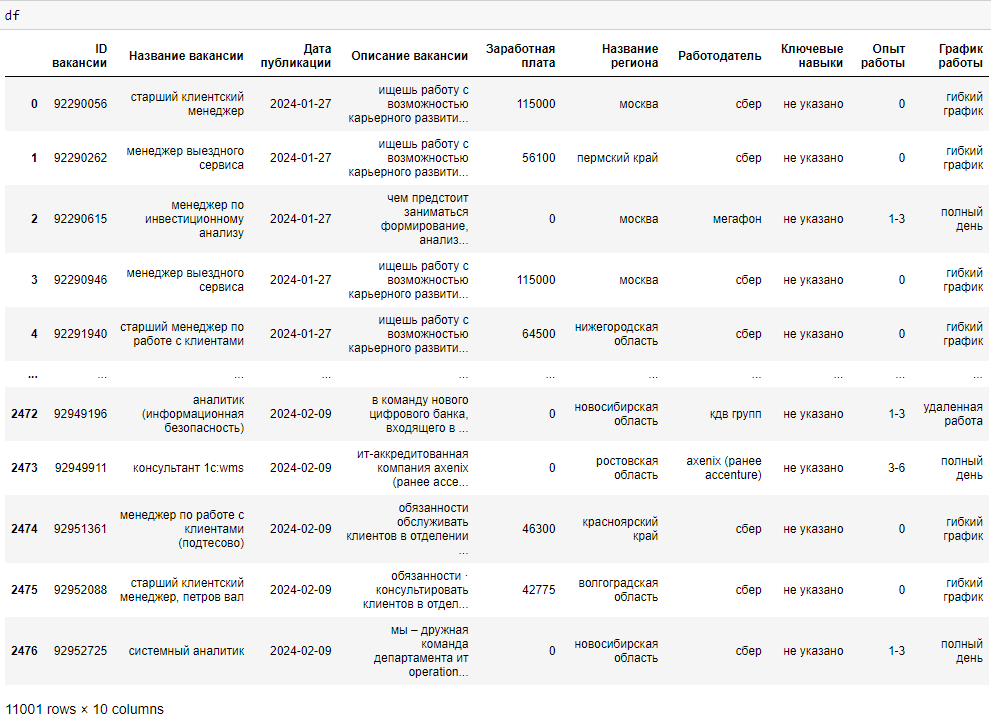 df
ID вакансии	Название вакансии	Дата публикации	Описание вакансии	Заработная плата	Название региона	Работодатель	Ключевые навыки	Опыт работы	График работы
0	92290056	старший клиентский менеджер	2024-01-27	ищешь работу с возможностью карьерного развити...	115000	москва	сбер	не указано	0	гибкий график
1	92290262	менеджер выездного сервиса	2024-01-27	ищешь работу с возможностью карьерного развити...	56100	пермский край	сбер	не указано	0	гибкий график
2	92290615	менеджер по инвестиционному анализу	2024-01-27	чем предстоит заниматься формирование, анализ...	0	москва	мегафон	не указано	1-3	полный день
3	92290946	менеджер выездного сервиса	2024-01-27	ищешь работу с возможностью карьерного развити...	115000	москва	сбер	не указано	0	гибкий график
4	92291940	старший менеджер по работе с клиентами	2024-01-27	ищешь работу с возможностью карьерного развити...	64500	нижегородская область	сбер	не указано	0	гибкий график
...	...	...	...	...	...	...	...	...	...	...
2472	92949196	аналитик (информационная безопасность)	2024-02-09	в команду нового цифрового банка, входящего в ...	0	новосибирская область	кдв групп	не указано	1-3	удаленная работа
2473	92949911	консультант 1c:wms	2024-02-09	ит-аккредитованная компания axenix (ранее acce...	0	ростовская область	axenix (ранее accenture)	не указано	3-6	полный день
2474	92951361	менеджер по работе с клиентами (подтесово)	2024-02-09	обязанности обслуживать клиентов в отделении ...	46300	красноярский край	сбер	не указано	0	гибкий график
2475	92952088	старший клиентский менеджер, петров вал	2024-02-09	обязанности · консультировать клиентов в отдел...	42775	волгоградская область	сбер	не указано	0	гибкий график
2476	92952725	системный аналитик	2024-02-09	мы – дружная команда департамента ит operation...	0	новосибирская область	сбер	не указано	1-3	полный день
11001 rows × 10 columns